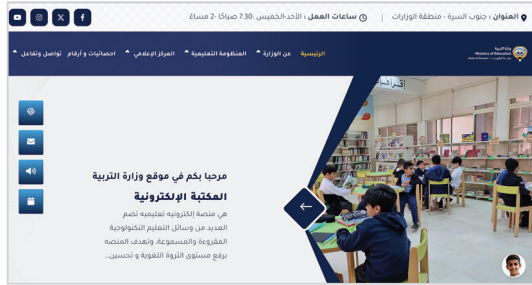 العنوان : جنوب السرة - منطقة الوزارات | ساعات العمل : الأحد-الخميس :7.30 صباحًا -2 مساءً
وزارة التربية
Ministry of Education
الرئيسية عن الوزارة المنظومة التعليمية المركز الإعلامي احصائيات و أرقام تواصل وتفاعل
مرحبا بكم في موقع وزارة التربية
المكتبة الإلكترونية
هي منصة إلكترونيه تعليميه تضم
العديد من وسائل التعليم التكنولوجية
المقروءة والمسموعة. وتهدف المنصه
برفع مستوى الثروة اللغوية و تحسين...